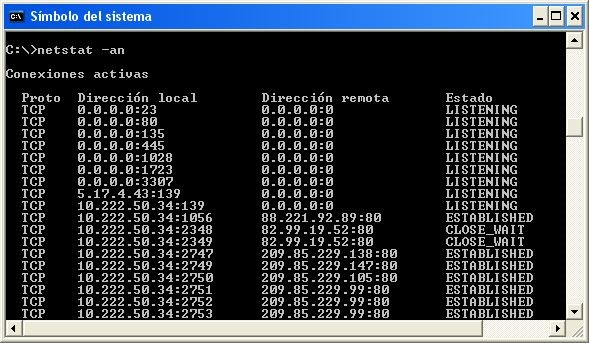 Símbolo del sistema
C:\>netstat -an
Conexiones activas
Proto  Dirección local        Dirección remota       Estado
TCP    0.0.0.0:23             0.0.0.0:0              LISTENING
TCP    0.0.0.0:80             0.0.0.0:0              LISTENING
TCP    0.0.0.0:135            0.0.0.0:0              LISTENING
TCP    0.0.0.0:445            0.0.0.0:0              LISTENING
TCP    0.0.0.0:1028           0.0.0.0:0              LISTENING
TCP    0.0.0.0:1723           0.0.0.0:0              LISTENING
TCP    0.0.0.0:3307           0.0.0.0:0              LISTENING
TCP    5.17.4.43:139          0.0.0.0:0              LISTENING
TCP    10.222.50.34:139       0.0.0.0:0              LISTENING
TCP    10.222.50.34:1056      88.221.92.89:80        ESTABLISHED
TCP    10.222.50.34:2348      82.99.19.52:80         CLOSE_WAIT
TCP    10.222.50.34:2349      82.99.19.52:80         CLOSE_WAIT
TCP    10.222.50.34:2747      209.85.229.138:80      ESTABLISHED
TCP    10.222.50.34:2749      209.85.229.147:80      ESTABLISHED
TCP    10.222.50.34:2750      209.85.229.105:80      ESTABLISHED
TCP    10.222.50.34:2751      209.85.229.99:80       ESTABLISHED
TCP    10.222.50.34:2752      209.85.229.99:80       ESTABLISHED
TCP    10.222.50.34:2753      209.85.229.99:80       ESTABLISHED